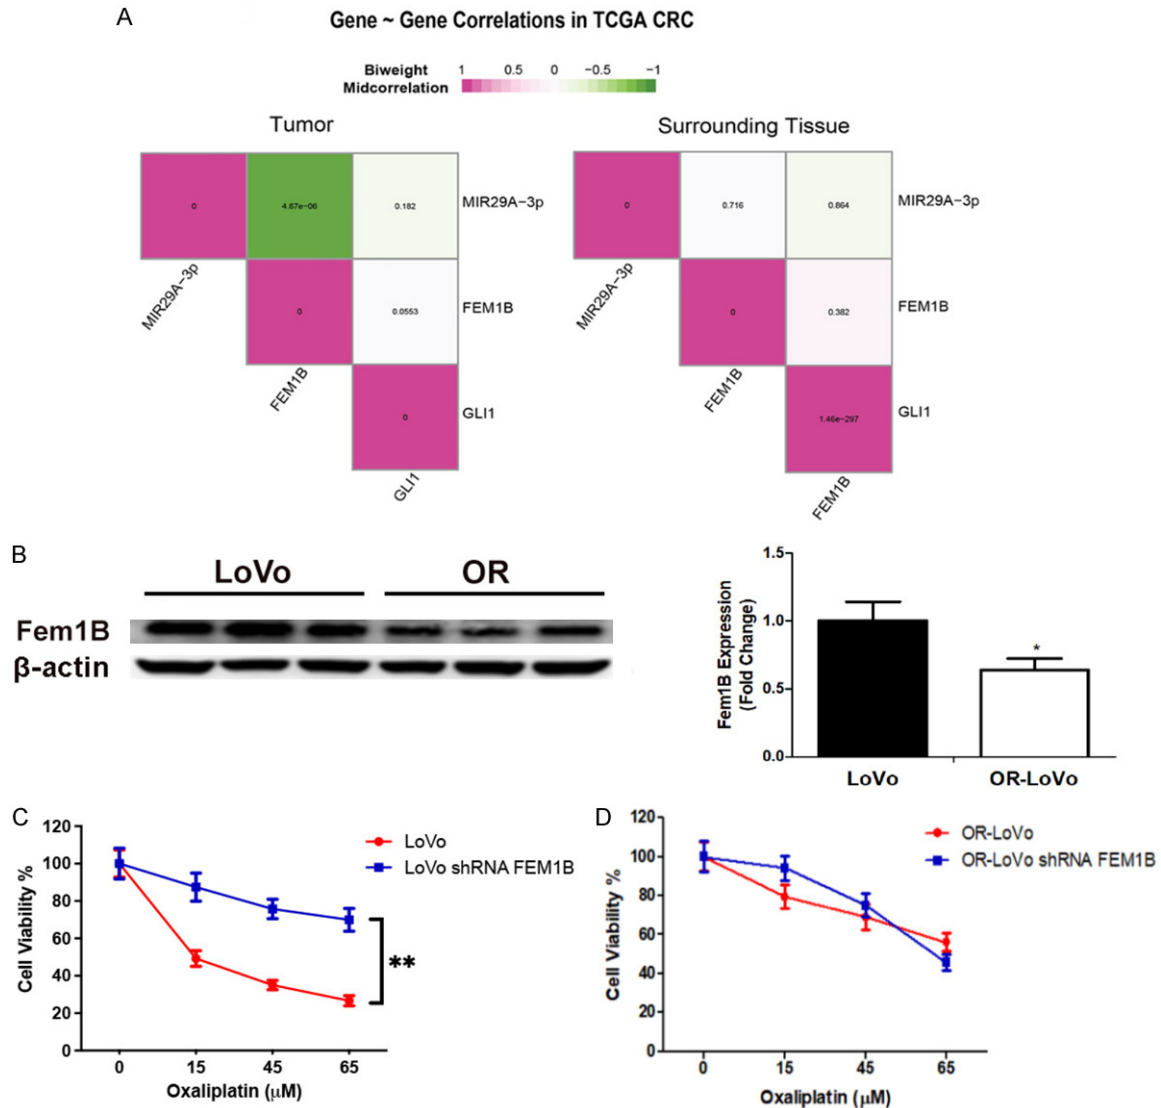 A
Gene ~ Gene Correlations in TCGA CRC
Biweight
Midcorrelation
1 0.5 0 −0.5 −1
Tumor
0 4.87e−06 0.182 MIR29A−3p
MIR29A−3p
0 0.0553 FEM1B
FEM1B
0 GLI1
GLI1
Surrounding Tissue
0 0.716 0.864 MIR29A−3p
MIR29A−3p
0 0.382 FEM1B
FEM1B
1.46e−297 GLI1
FEM1B
B
LoVo OR
Fem1B
β-actin
Fem1B Expression
(Fold Change)
1.5
1.0
0.5
0.0
*
LoVo OR-LoVo
C
Cell Viability %
120
100
80
60
40
20
0
LoVo
LoVo shRNA FEM1B
**
0 15 45 65
Oxaliplatin (μM)
D
Cell Viability %
120
100
80
60
40
20
0
OR-LoVo
OR-LoVo shRNA FEM1B
0 15 45 65
Oxaliplatin (μM)